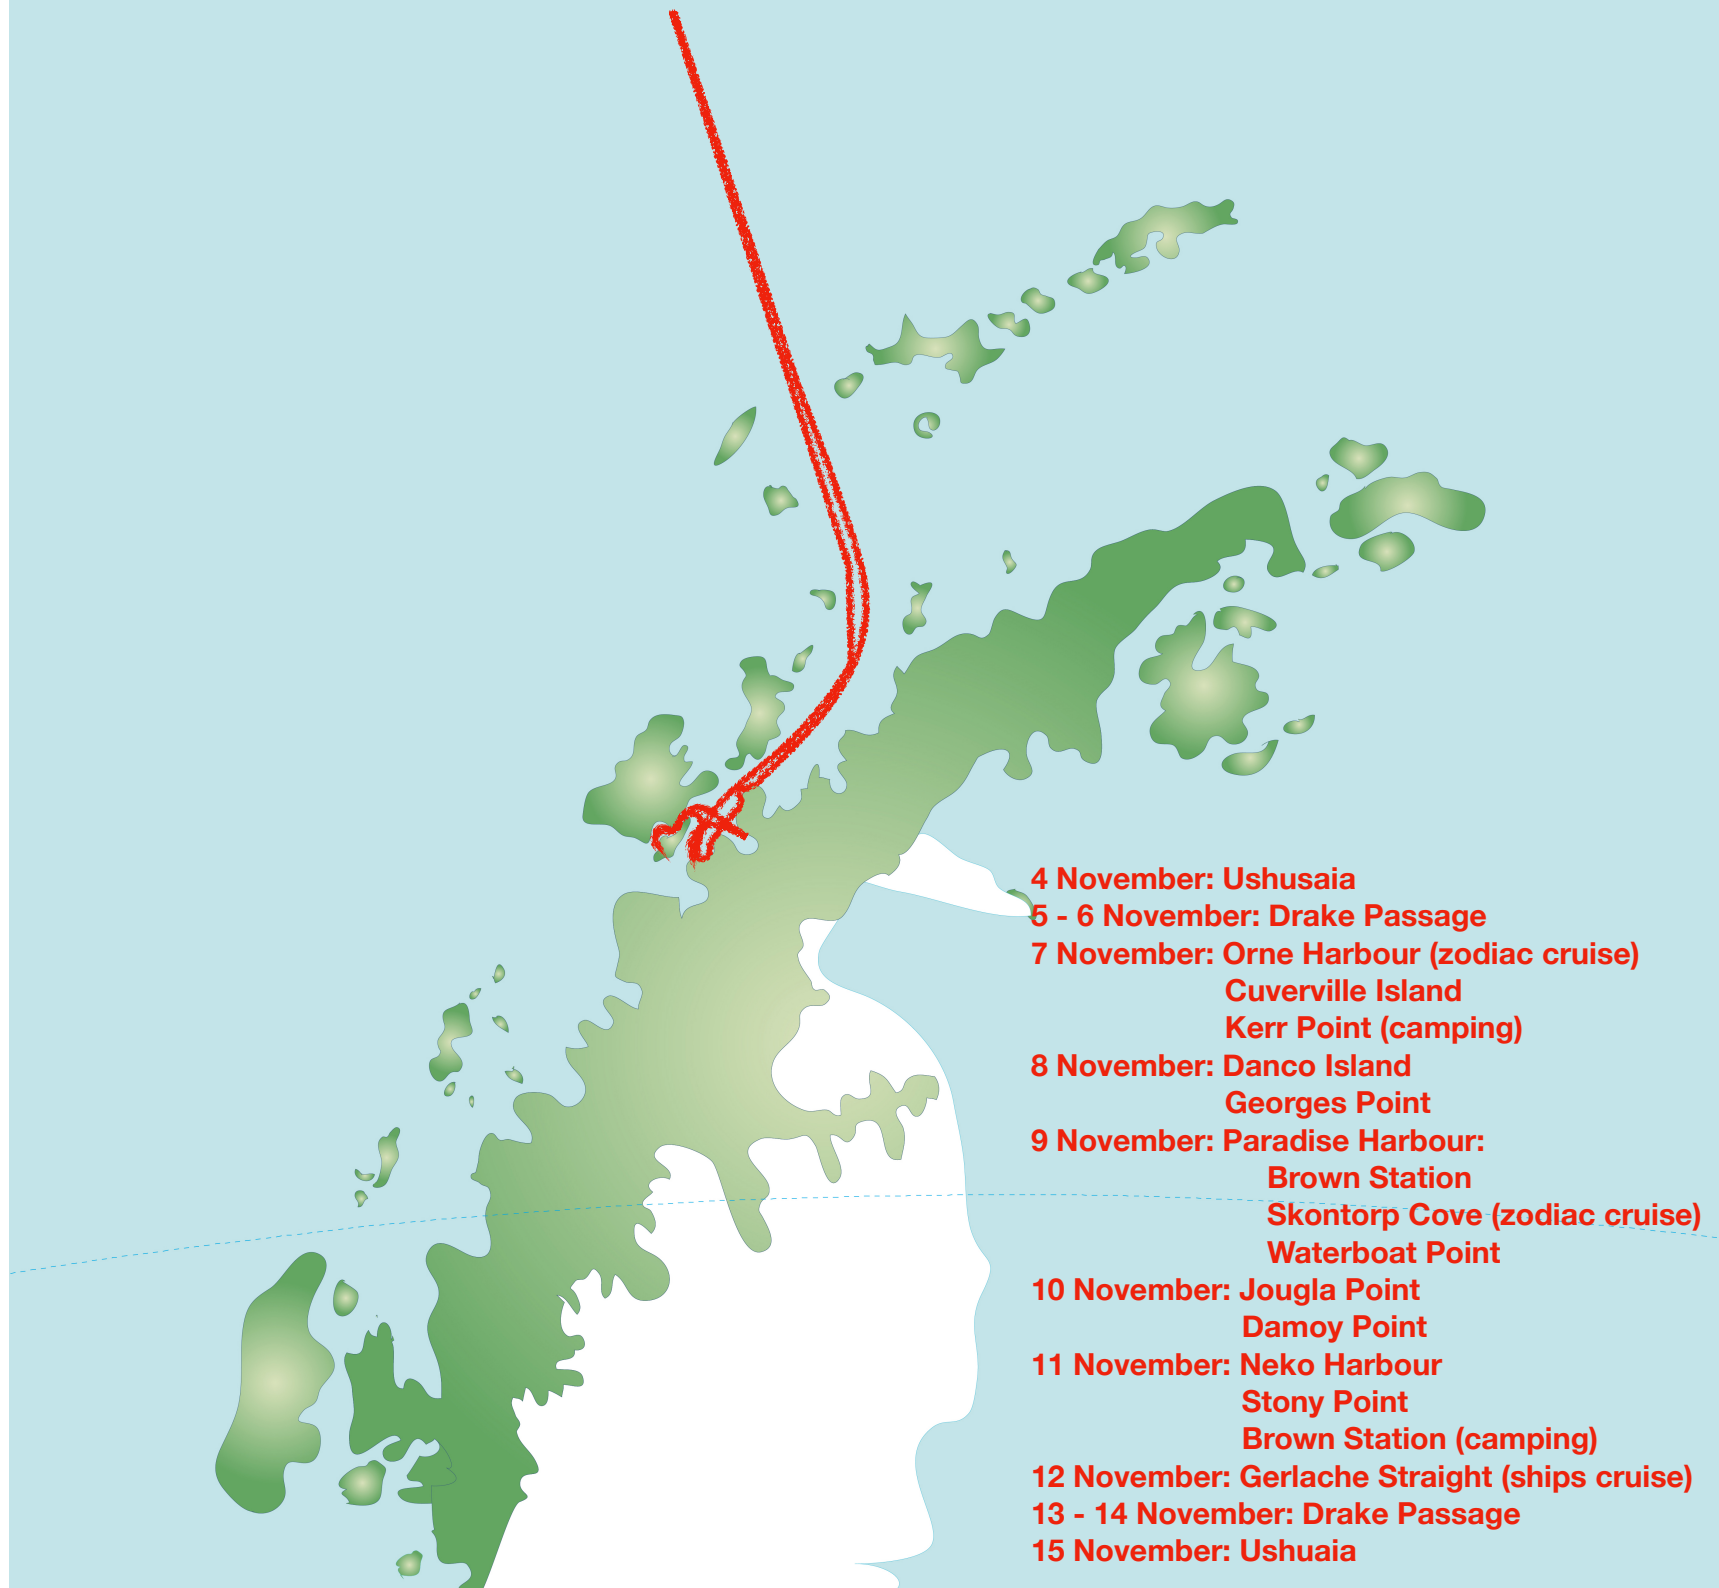 4 November: Ushusaia
5 - 6 November: Drake Passage
7 November: Orne Harbour (zodiac cruise)
Cuverville Island
Kerr Point (camping)
8 November: Danco Island
Georges Point
9 November: Paradise Harbour:
Brown Station
Skontorp Cove (zodiac cruise)
Waterboat Point
10 November: Jougla Point
Damoy Point
11 November: Neko Harbour
Stony Point
Brown Station (camping)
12 November: Gerlache Straight (ships cruise)
13 - 14 November: Drake Passage
15 November: Ushuaia